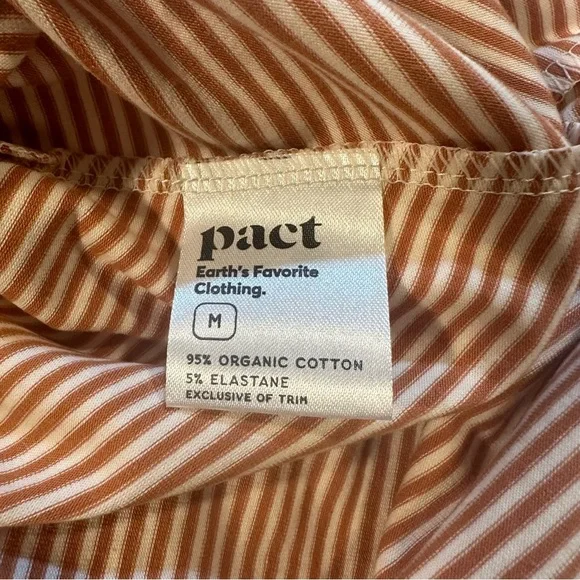 pact
Earth's Favorite
Clothing.
M
95% ORGANIC COTTON
5% ELASTANE
EXCLUSIVE OF TRIM